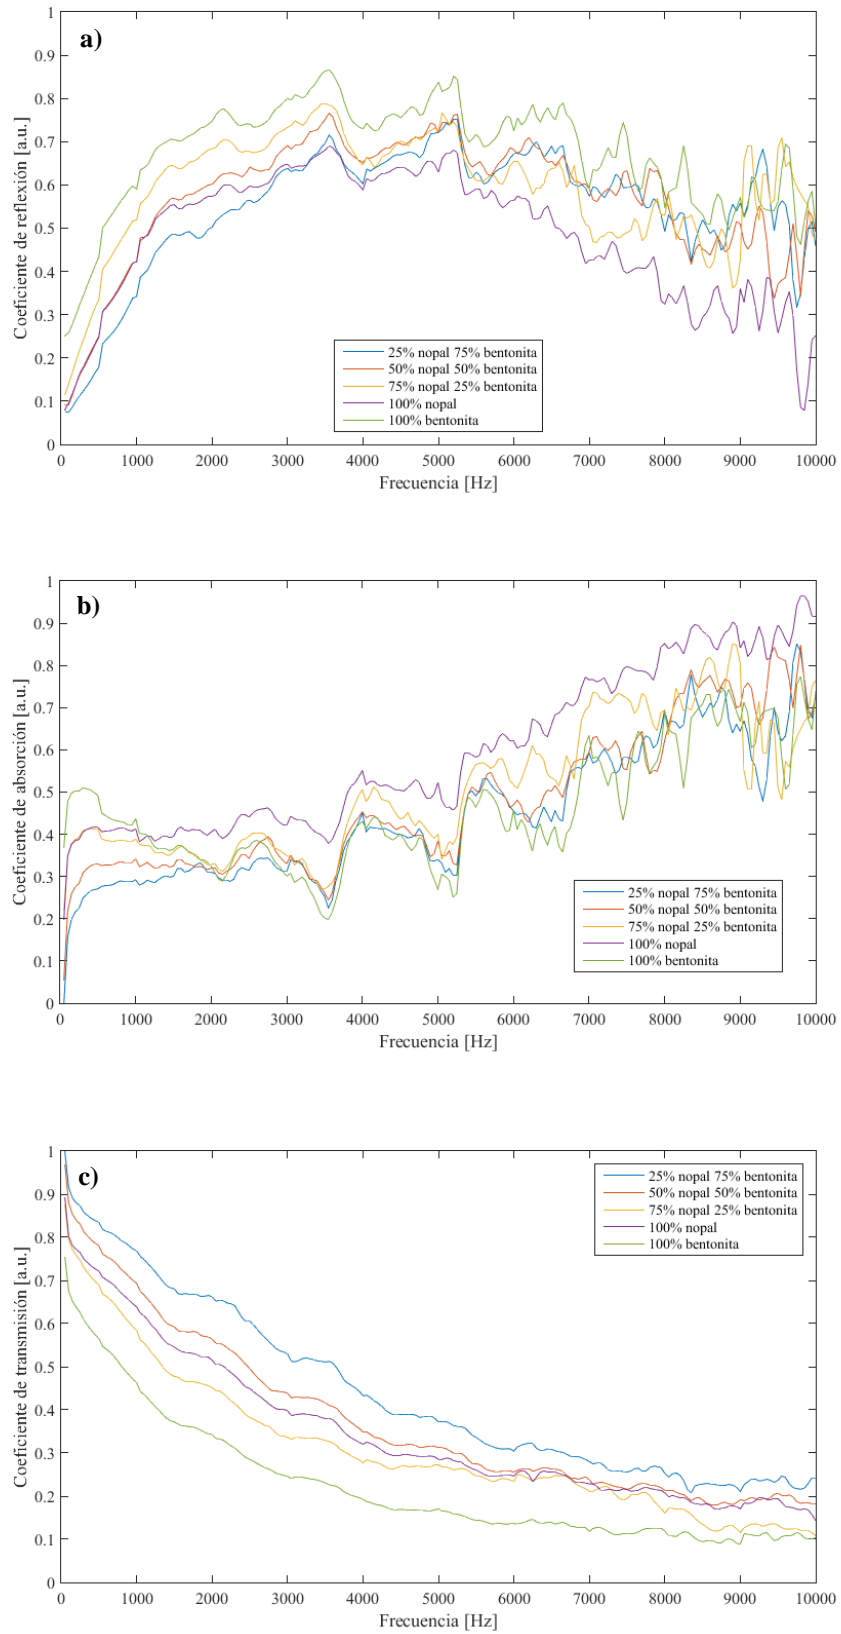 a)
Coeficiente de reflexión [a.u.]
1
0.9
0.8
0.7
0.6
0.5
0.4
0.3
0.2
0.1
0
25% nopal 75% bentonita
50% nopal 50% bentonita
75% nopal 25% bentonita
100% nopal
100% bentonita
0 1000 2000 3000 4000 5000 6000 7000 8000 9000 10000
Frecuencia [Hz]
b)
Coeficiente de absorción [a.u.]
1
0.9
0.8
0.7
0.6
0.5
0.4
0.3
0.2
0.1
0
25% nopal 75% bentonita
50% nopal 50% bentonita
75% nopal 25% bentonita
100% nopal
100% bentonita
0 1000 2000 3000 4000 5000 6000 7000 8000 9000 10000
Frecuencia [Hz]
c)
Coeficiente de transmisión [a.u.]
1
0.9
0.8
0.7
0.6
0.5
0.4
0.3
0.2
0.1
0
25% nopal 75% bentonita
50% nopal 50% bentonita
75% nopal 25% bentonita
100% nopal
100% bentonita
0 1000 2000 3000 4000 5000 6000 7000 8000 9000 10000
Frecuencia [Hz]